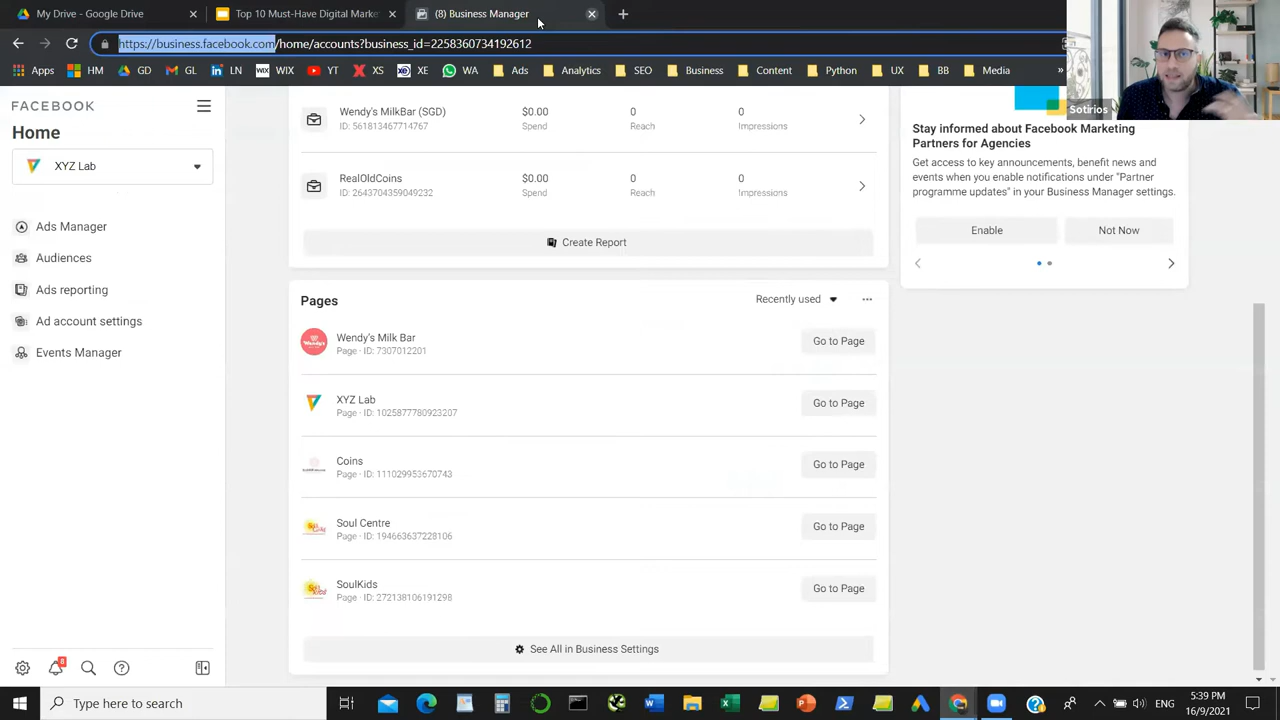 My Drive - Google Drive
Top 10 Must-Have Digital Market
(8) Business Manager
https://business.facebook.com/home/accounts?business_id=2258360734192612
Apps
HM
GD
GL
LN
WIX
YT
XS
XE
WA
Ads
Analytics
SEO
Business
Content
Python
UX
BB
Media
»
Sotirios
FACEBOOK
Home
XYZ Lab
Ads Manager
Audiences
Ads reporting
Ad account settings
Events Manager
8
Wendy's MilkBar (SGD)
ID: 561813467714767
$0.00
Spend
0
Reach
0
Impressions
RealOldCoins
ID: 2643704359049232
$0.00
Spend
0
Reach
0
Impressions
Create Report
Pages
Recently used
Wendy's Milk Bar
Page · ID: 7307012201
Go to Page
XYZ Lab
Page · ID: 1025877780923207
Go to Page
Coins
Page · ID: 111029953670743
Go to Page
Soul Centre
Page · ID: 194663637228106
Go to Page
SoulKids
Page · ID: 272138106191298
Go to Page
See All in Business Settings
Stay informed about Facebook Marketing
Partners for Agencies
Get access to key announcements, benefit news and
events when you enable notifications under "Partner
programme updates" in your Business Manager settings.
Enable
Not Now
Type here to search
5:39 PM
16/9/2021